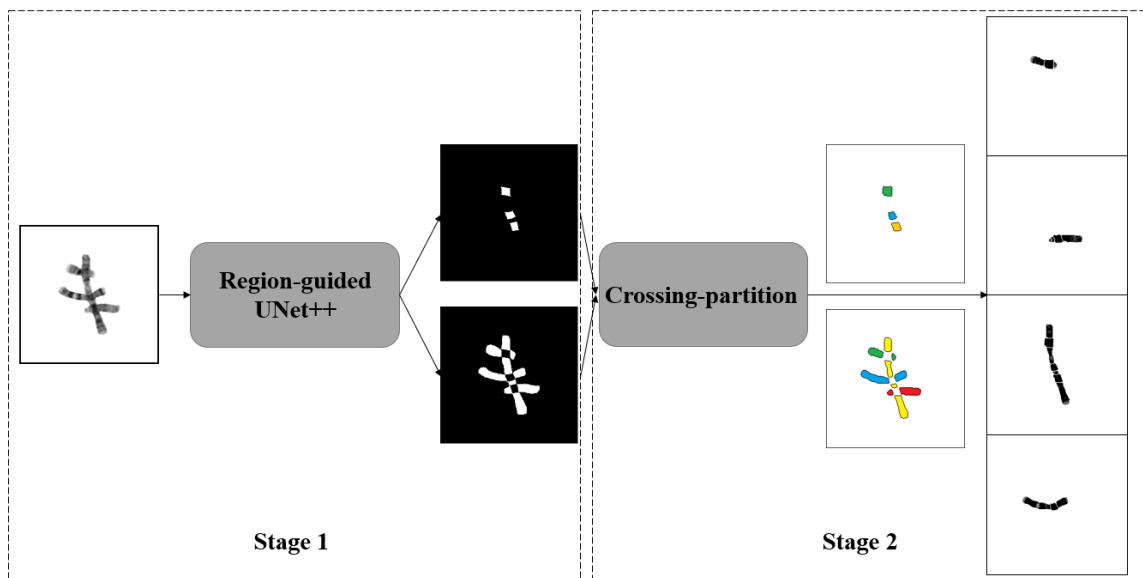 Region-guided
UNet++
Crossing-partition
Stage 1
Stage 2